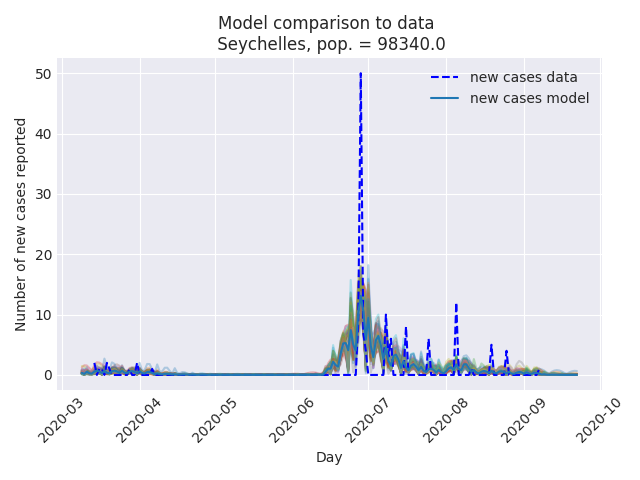 Model comparison to data
Seychelles, pop. = 98340.0
new cases data
new cases model
Number of new cases reported
50
40
30
20
10
0
2020-03
2020-04
2020-05
2020-06
2020-07
2020-08
2020-09
2020-10
Day